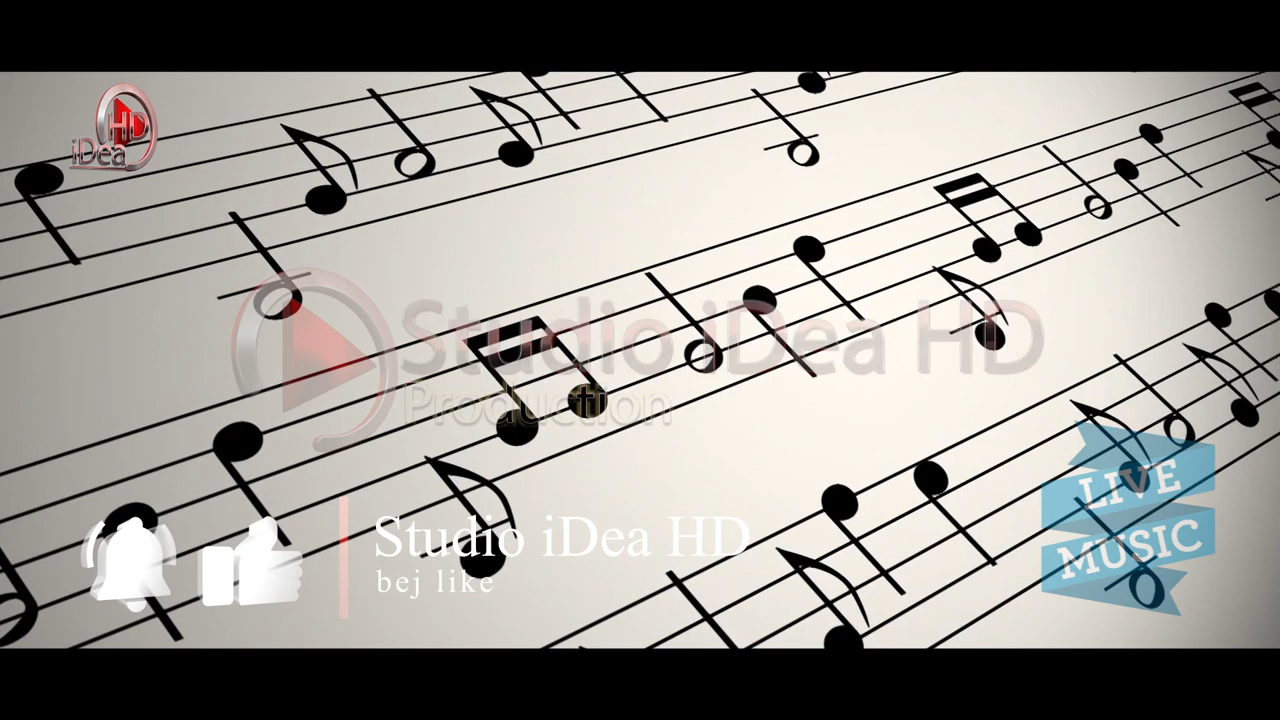 HD
iDea
Studio iDea HD
Production
Studio iDea HD
bej like
LIVE
MUSIC